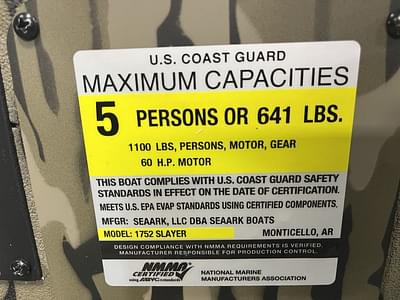 U.S. COAST GUARD
MAXIMUM CAPACITIES
5 PERSONS OR 641 LBS.
1100 LBS, PERSONS, MOTOR, GEAR
60 H.P. MOTOR
THIS BOAT COMPLIES WITH U.S. COAST GUARD SAFETY
STANDARDS IN EFFECT ON THE DATE OF CERTIFICATION.
MEETS U.S. EPA EVAP STANDARDS USING CERTIFIED COMPONENTS.
MFGR: SEAARK, LLC DBA SEAARK BOATS
MODEL: 1752 SLAYER MONTICELLO, AR
DESIGN COMPLIANCE WITH NMMA REQUIREMENTS IS VERIFIED.
MANUFACTURER RESPONSIBLE FOR PRODUCTION CONTROL.
NMMA
CERTIFIED
using ABYC standards
NATIONAL MARINE
MANUFACTURERS ASSOCIATION